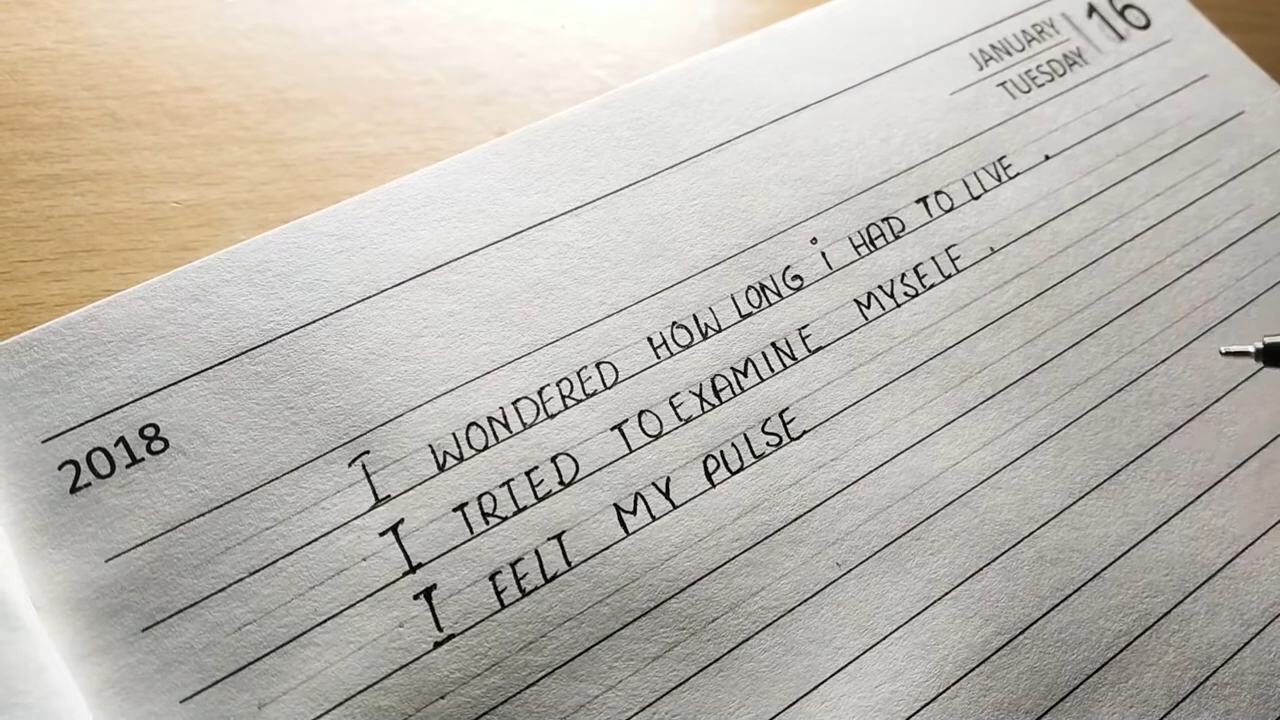 JANUARY
TUESDAY
16
2018
I WONDERED HOW LONG i HAD TO LIVE .
I TRIED TO EXAMINE MYSELF .
I FELT MY PULSE